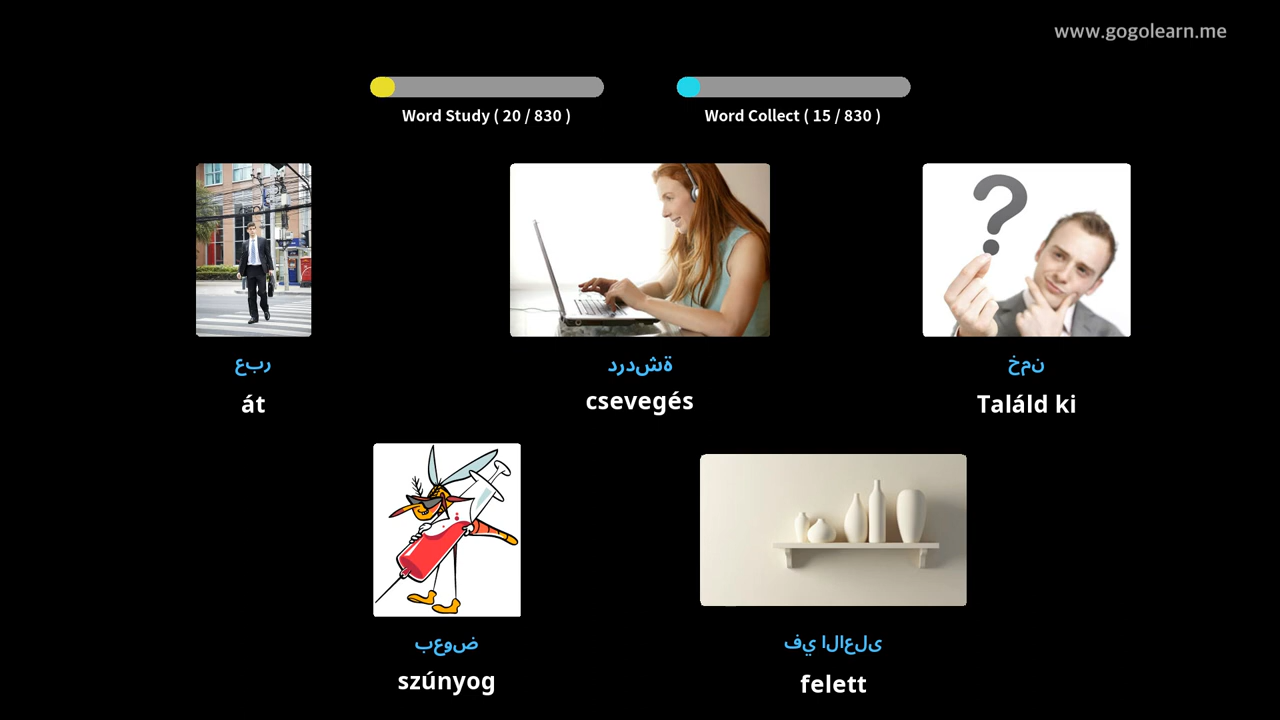 www.gogolearn.me
Word Study ( 20 / 830 )
Word Collect ( 15 / 830 )
عبر
دردشة
خمن
át
csevegés
Találd ki
بعوض
في الاعلى
szúnyog
felett